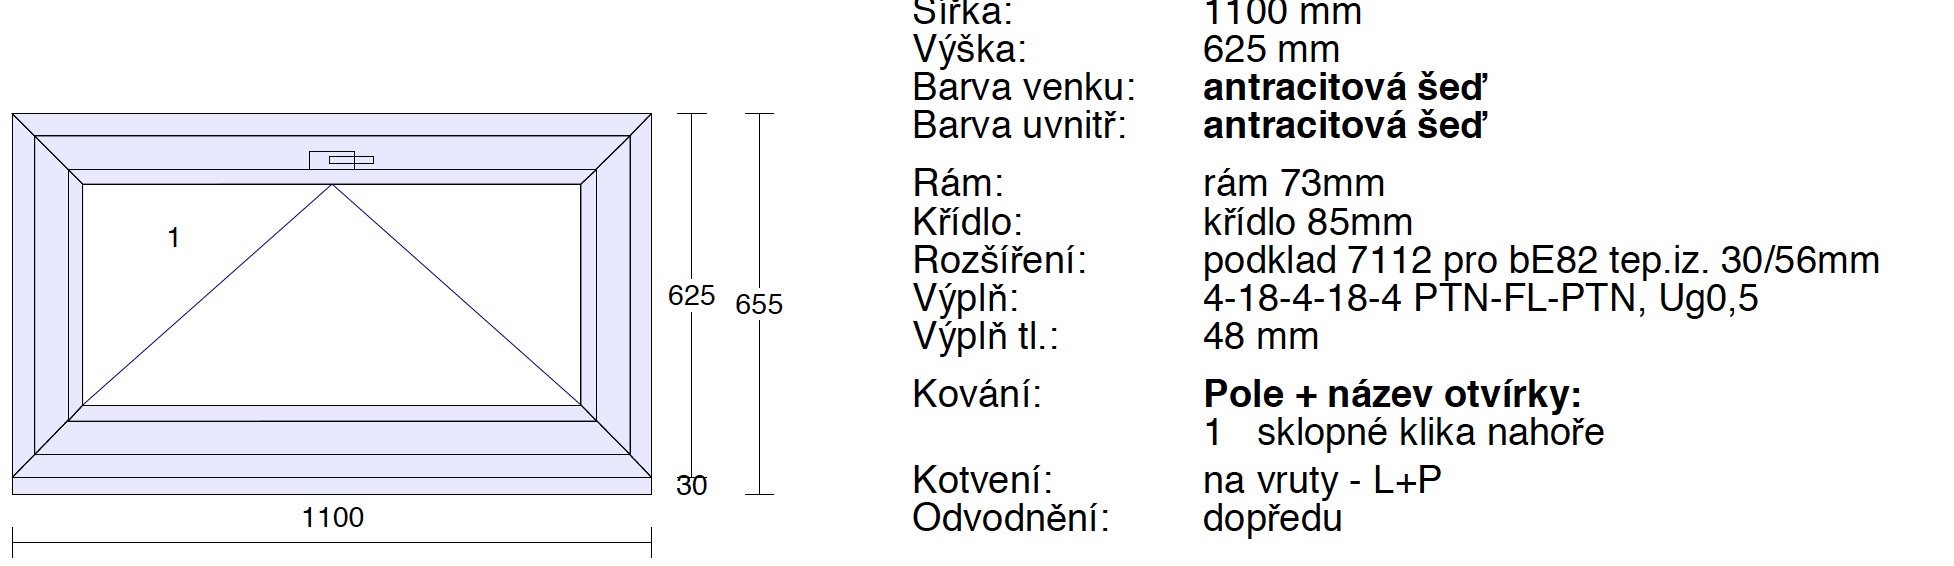 Šířka: 1100 mm
Výška: 625 mm
Barva venku: antracitová šeď
Barva uvnitř: antracitová šeď
Rám: rám 73mm
Křídlo: křídlo 85mm
Rozšíření: podklad 7112 pro bE82 tep.iz. 30/56mm
Výplň: 4-18-4-18-4 PTN-FL-PTN, Ug0,5
Výplň tl.: 48 mm
Kování: Pole + název otvírky:
1 sklopné klika nahoře
Kotvení: na vruty - L+P
Odvodnění: dopředu
1
625
655
30
1100